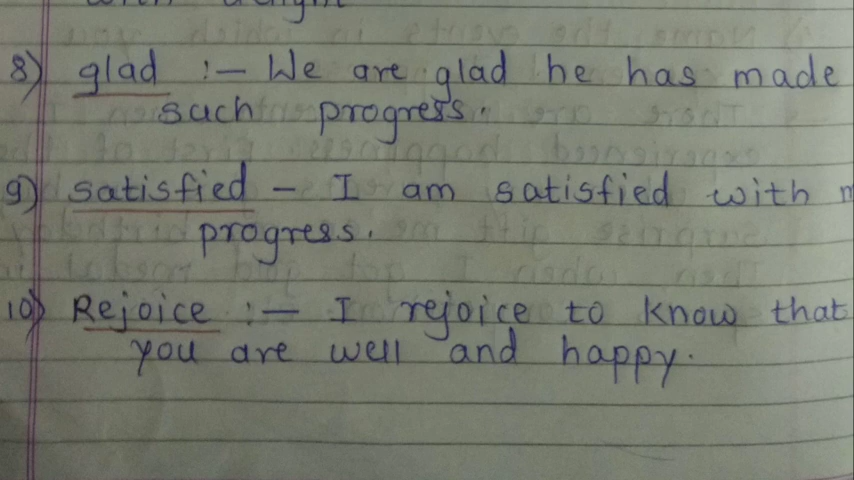 8) glad :- We are glad he has made
such progress.
9) satisfied - I am satisfied with
progress.
10) Rejoice :- I rejoice to know that
you are well and happy.